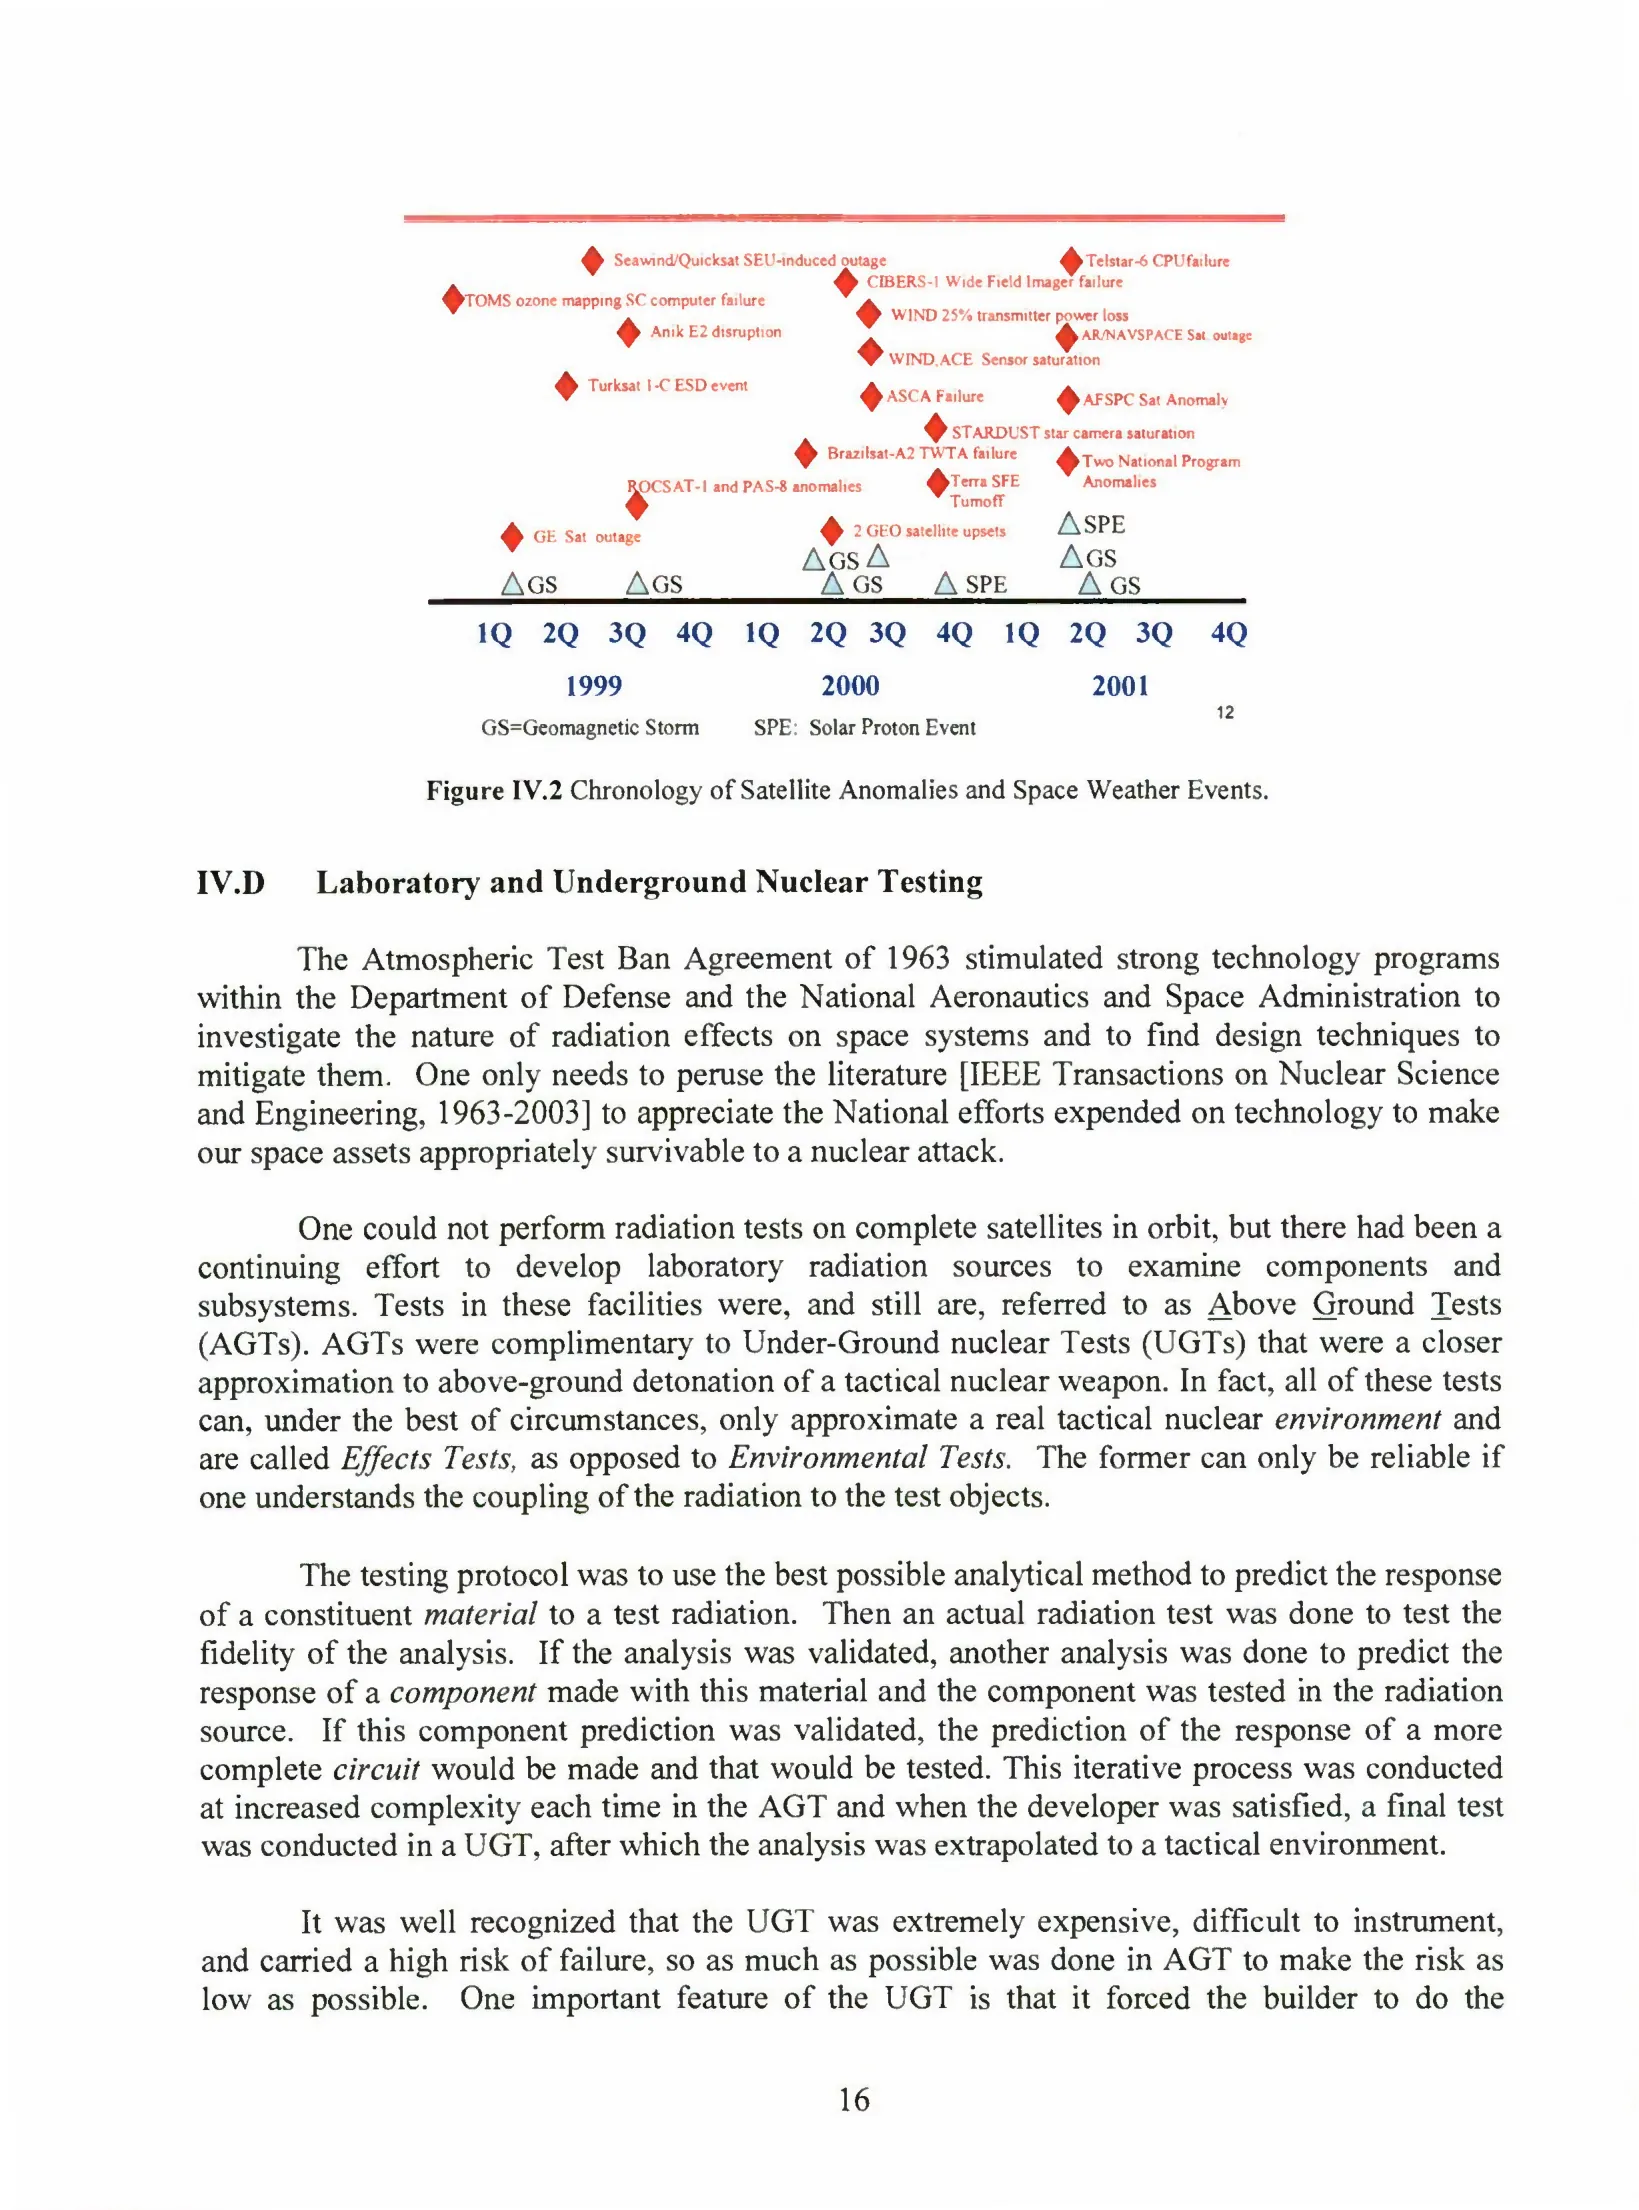 Seawind/Quicksat SEU-induced outage
Telstar-6 CPU failure
CIBERS-1 Wide Field Imager failure
TOMS ozone mapping SC computer failure
WIND 25% transmitter power loss
Anik E2 disruption
AR/NAVSPACE Sat outage
WIND, ACE Sensor saturation
Turksat 1-C ESD event
ASCA Failure
AFSPC Sat Anomaly
STARDUST star camera saturation
Brazilsat-A2 TWTA failure
Two National Program
Anomalies
ROCSAT-1 and PAS-8 anomalies
Terra SFE
Turnoff
GE Sat outage
2 GEO satellite upsets
SPE
GS
GS
GS GS GS SPE GS
1Q 2Q 3Q 4Q 1Q 2Q 3Q 4Q 1Q 2Q 3Q 4Q
1999 2000 2001
12
GS=Geomagnetic Storm SPE: Solar Proton Event
Figure IV.2 Chronology of Satellite Anomalies and Space Weather Events.
IV.D Laboratory and Underground Nuclear Testing
The Atmospheric Test Ban Agreement of 1963 stimulated strong technology programs
within the Department of Defense and the National Aeronautics and Space Administration to
investigate the nature of radiation effects on space systems and to find design techniques to
mitigate them. One only needs to peruse the literature [IEEE Transactions on Nuclear Science
and Engineering, 1963-2003] to appreciate the National efforts expended on technology to make
our space assets appropriately survivable to a nuclear attack.
One could not perform radiation tests on complete satellites in orbit, but there had been a
continuing effort to develop laboratory radiation sources to examine components and
subsystems. Tests in these facilities were, and still are, referred to as Above Ground Tests
(AGTs). AGTs were complimentary to Under-Ground nuclear Tests (UGTs) that were a closer
approximation to above-ground detonation of a tactical nuclear weapon. In fact, all of these tests
can, under the best of circumstances, only approximate a real tactical nuclear environment and
are called Effects Tests, as opposed to Environmental Tests. The former can only be reliable if
one understands the coupling of the radiation to the test objects.
The testing protocol was to use the best possible analytical method to predict the response
of a constituent material to a test radiation. Then an actual radiation test was done to test the
fidelity of the analysis. If the analysis was validated, another analysis was done to predict the
response of a component made with this material and the component was tested in the radiation
source. If this component prediction was validated, the prediction of the response of a more
complete circuit would be made and that would be tested. This iterative process was conducted
at increased complexity each time in the AGT and when the developer was satisfied, a final test
was conducted in a UGT, after which the analysis was extrapolated to a tactical environment.
It was well recognized that the UGT was extremely expensive, difficult to instrument,
and carried a high risk of failure, so as much as possible was done in AGT to make the risk as
low as possible. One important feature of the UGT is that it forced the builder to do the
16